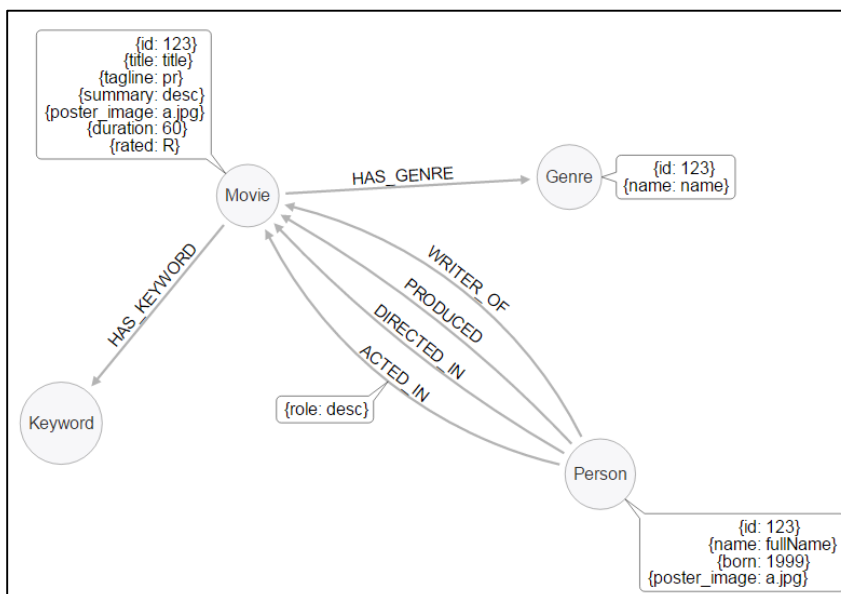 {id: 123}
{title: title}
{tagline: pr}
{summary: desc}
{poster_image: a.jpg}
{duration: 60}
{rated: R}
Movie
HAS_GENRE
Genre
{id: 123}
{name: name}
HAS_KEYWORD
Keyword
WRITER_OF
PRODUCED
DIRECTED_IN
ACTED_IN
{role: desc}
Person
{id: 123}
{name: fullName}
{born: 1999}
{poster_image: a.jpg}